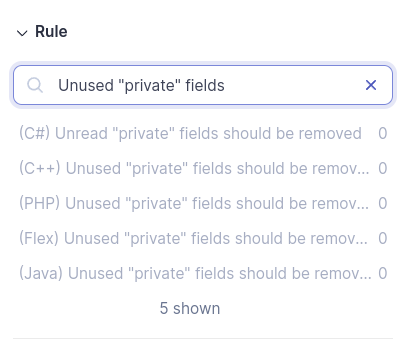 Rule
Unused "private" fields
(C#) Unread "private" fields should be removed 0
(C++) Unused "private" fields should be remov... 0
(PHP) Unused "private" fields should be remov... 0
(Flex) Unused "private" fields should be remov... 0
(Java) Unused "private" fields should be remov... 0
5 shown